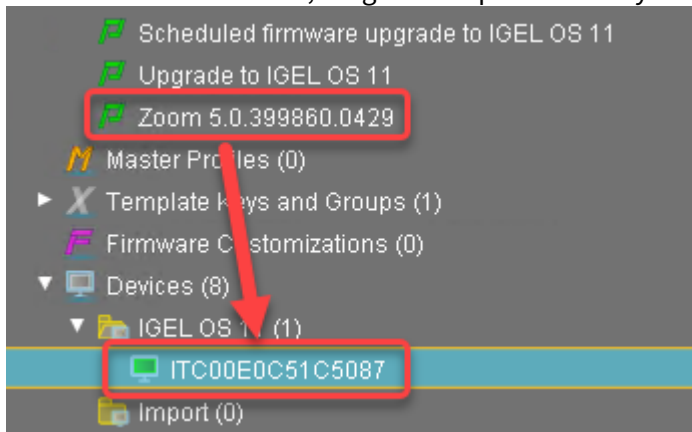 Scheduled firmware upgrade to IGEL OS 11
Upgrade to IGEL OS 11
Zoom 5.0.399860.0429
Master Profiles (0)
Template Keys and Groups (1)
Firmware Customizations (0)
Devices (8)
IGEL OS 11 (1)
ITC00E0C51C5087
Import (0)